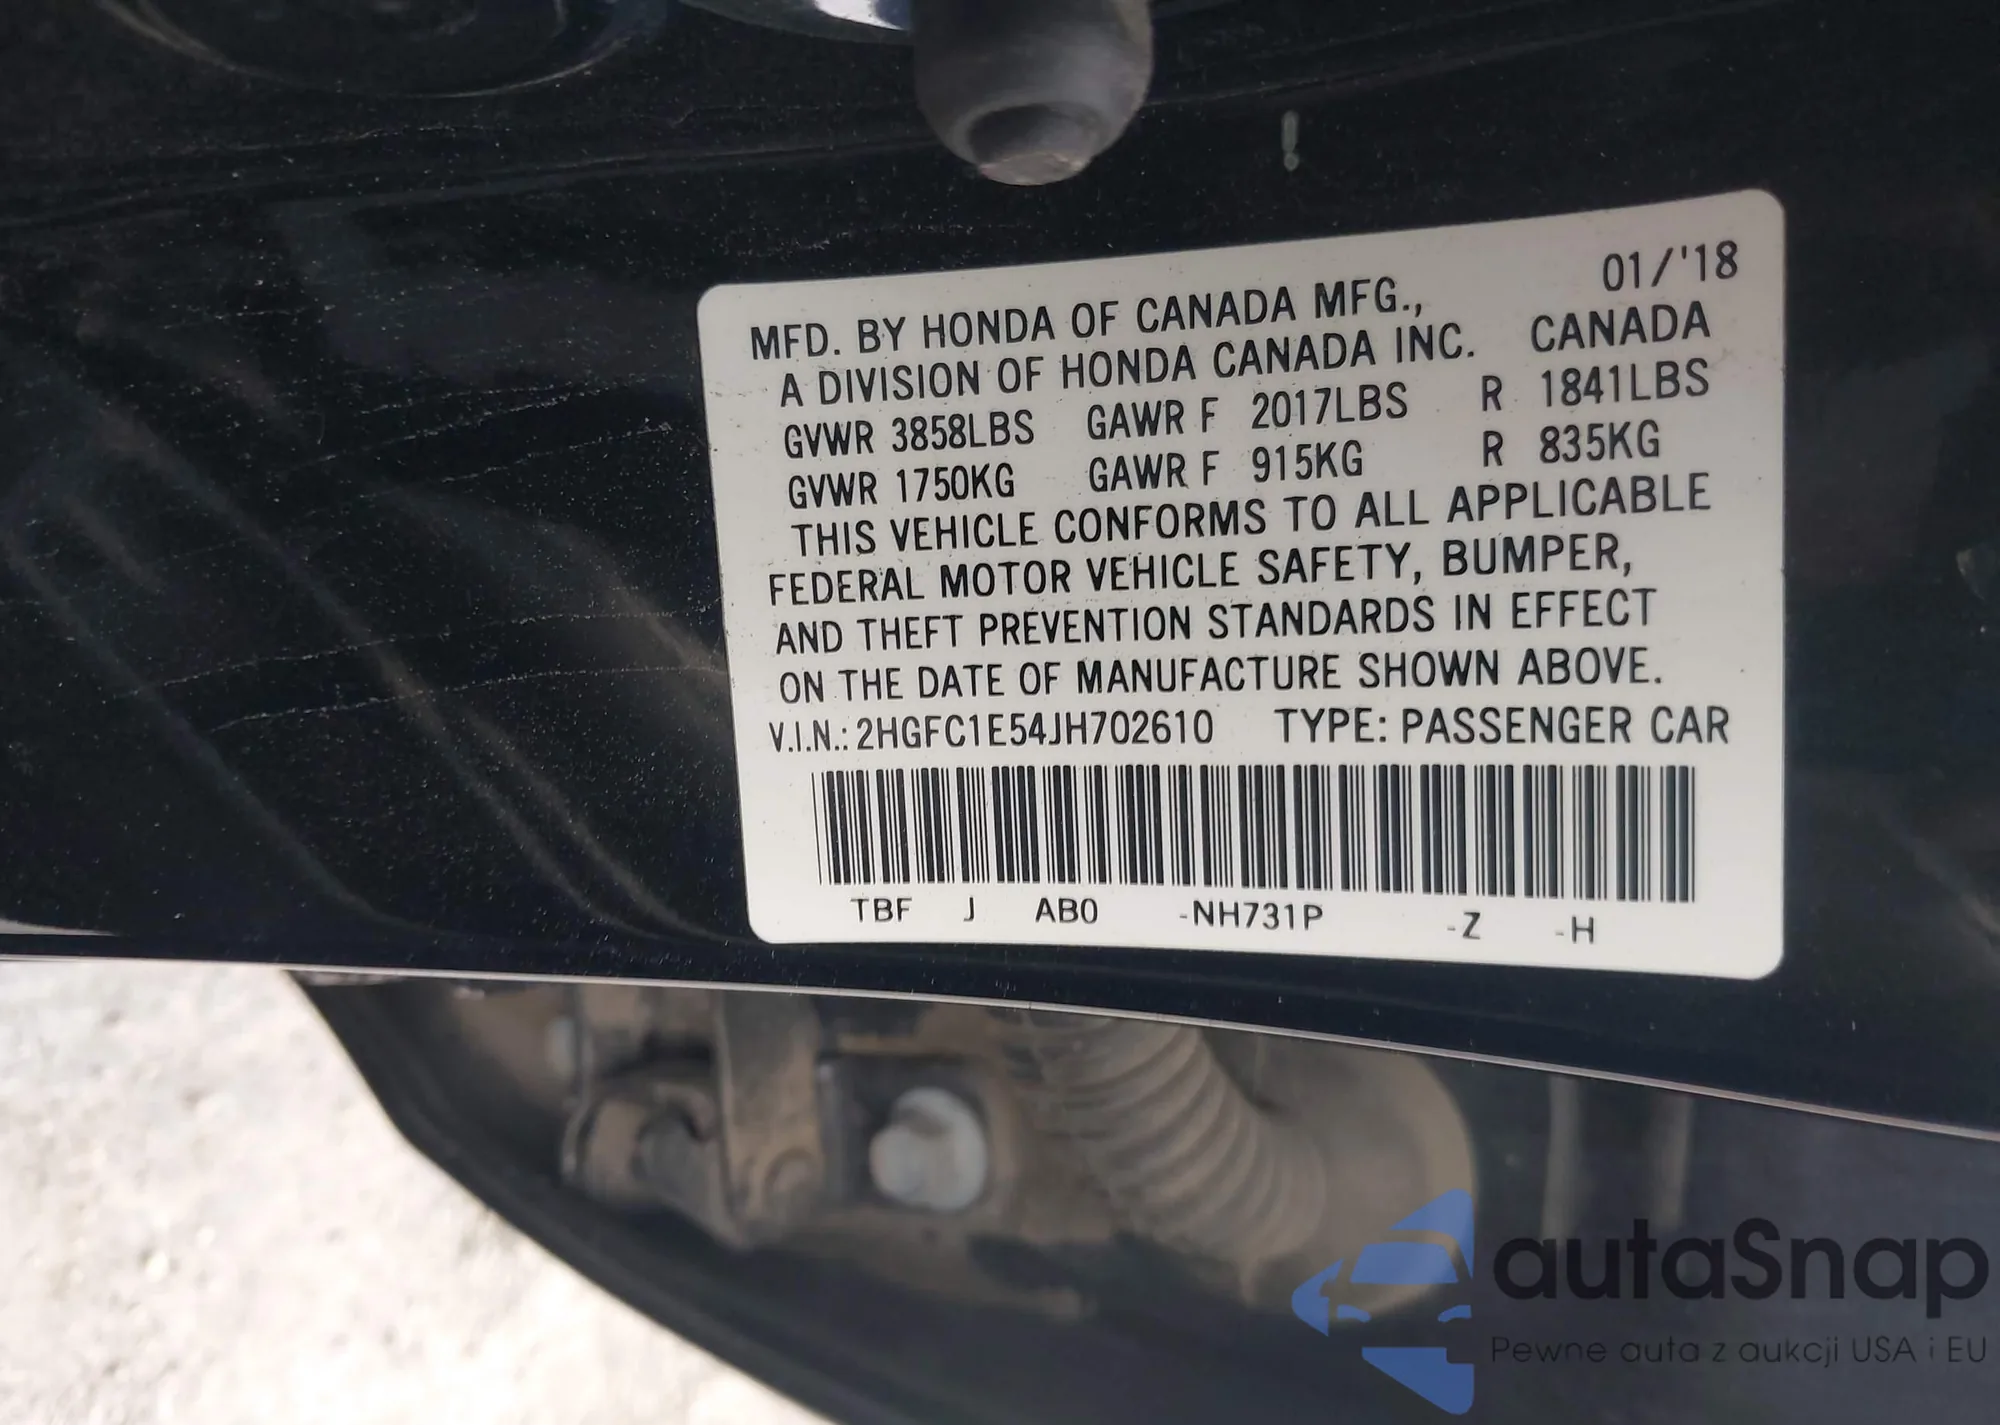 01/'18
MFD. BY HONDA OF CANADA MFG.,
A DIVISION OF HONDA CANADA INC. CANADA
GVWR 3858LBS GAWR F 2017LBS R 1841LBS
GVWR 1750KG GAWR F 915KG R 835KG
THIS VEHICLE CONFORMS TO ALL APPLICABLE
FEDERAL MOTOR VEHICLE SAFETY, BUMPER,
AND THEFT PREVENTION STANDARDS IN EFFECT
ON THE DATE OF MANUFACTURE SHOWN ABOVE.
V.I.N.: 2HGFC1E54JH702610 TYPE: PASSENGER CAR
TBF J AB0 -NH731P -Z -H
autaSnap
Pewne auta z aukcji USA i EU